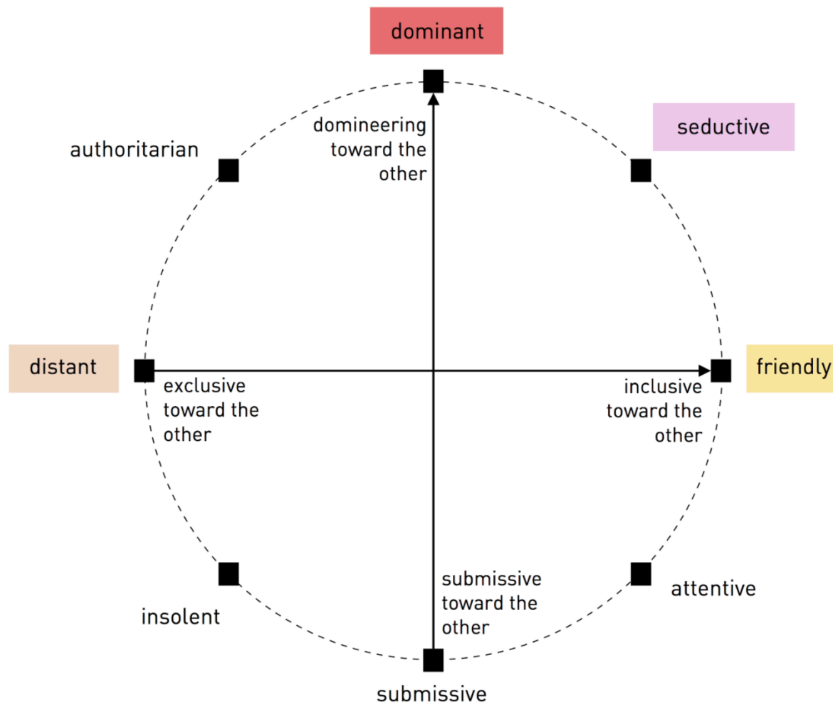 dominant
domineering
toward the
other
seductive
authoritarian
distant
friendly
exclusive
toward the
other
inclusive
toward the
other
submissive
toward the
other
insolent
attentive
submissive